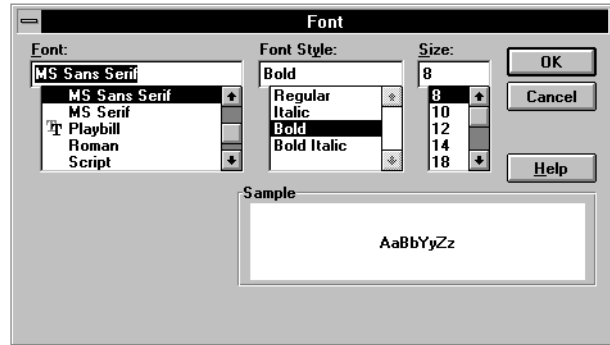 Font
Font:
MS Sans Serif
MS Sans Serif
MS Serif
Playbill
Roman
Script
Font Style:
Bold
Regular
Italic
Bold
Bold Italic
Size:
8
8
10
12
14
18
OK
Cancel
Help
Sample
AaBbYyZz